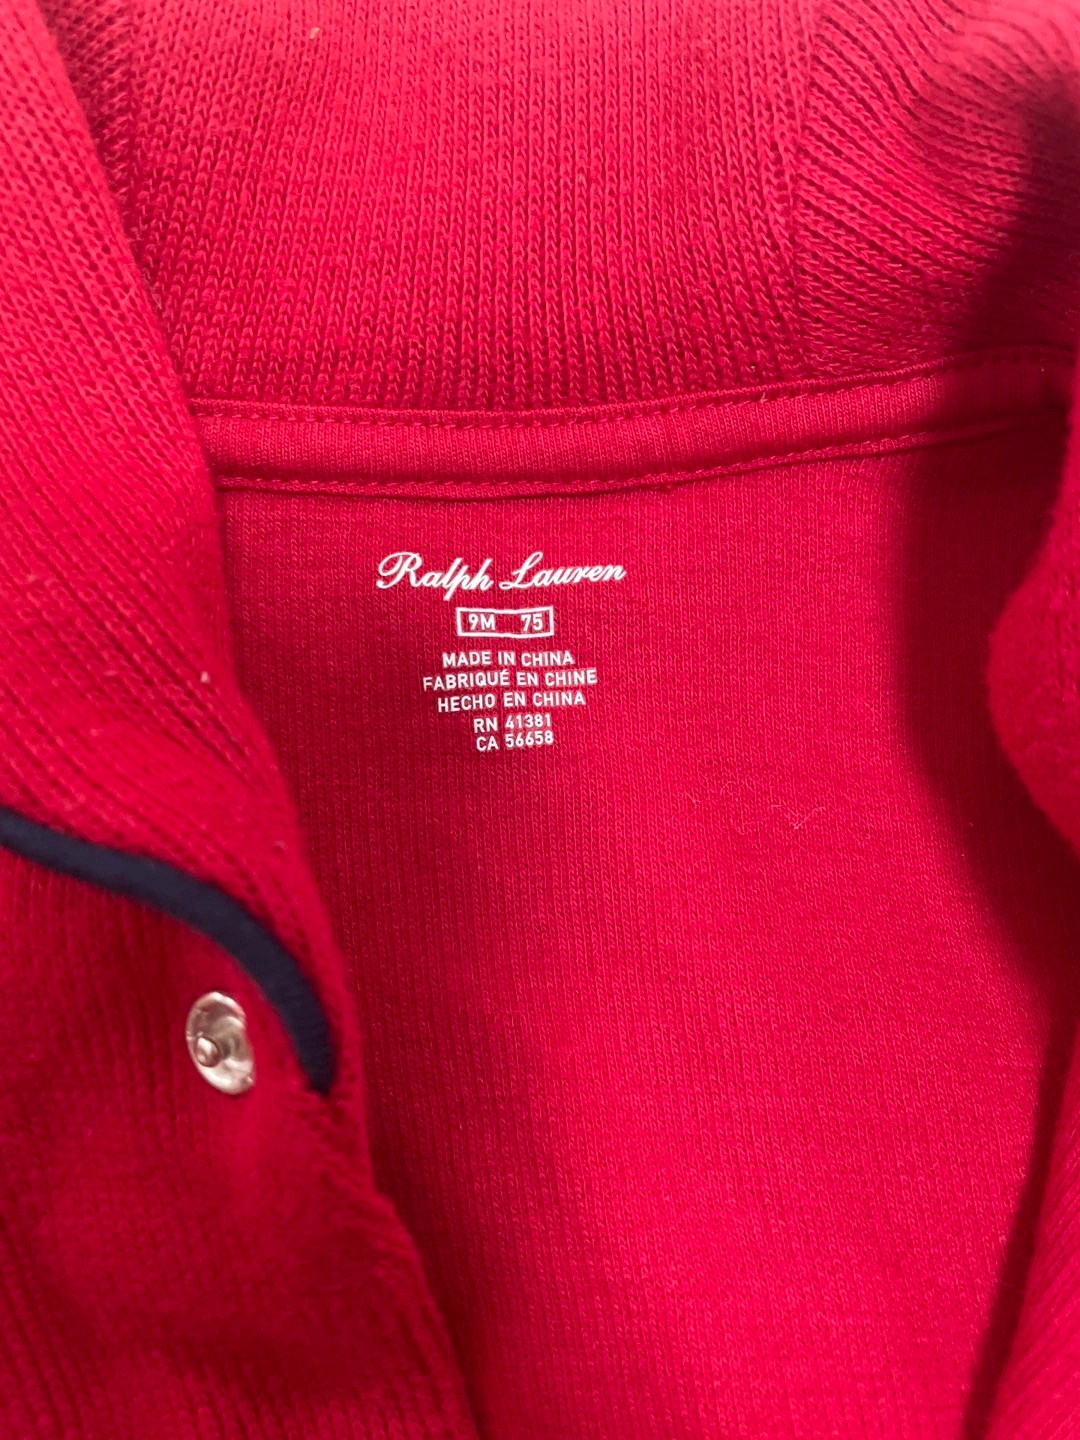 Ralph Lauren
9M 75
MADE IN CHINA
FABRIQUÉ EN CHINE
HECHO EN CHINA
RN 41381
CA 56658